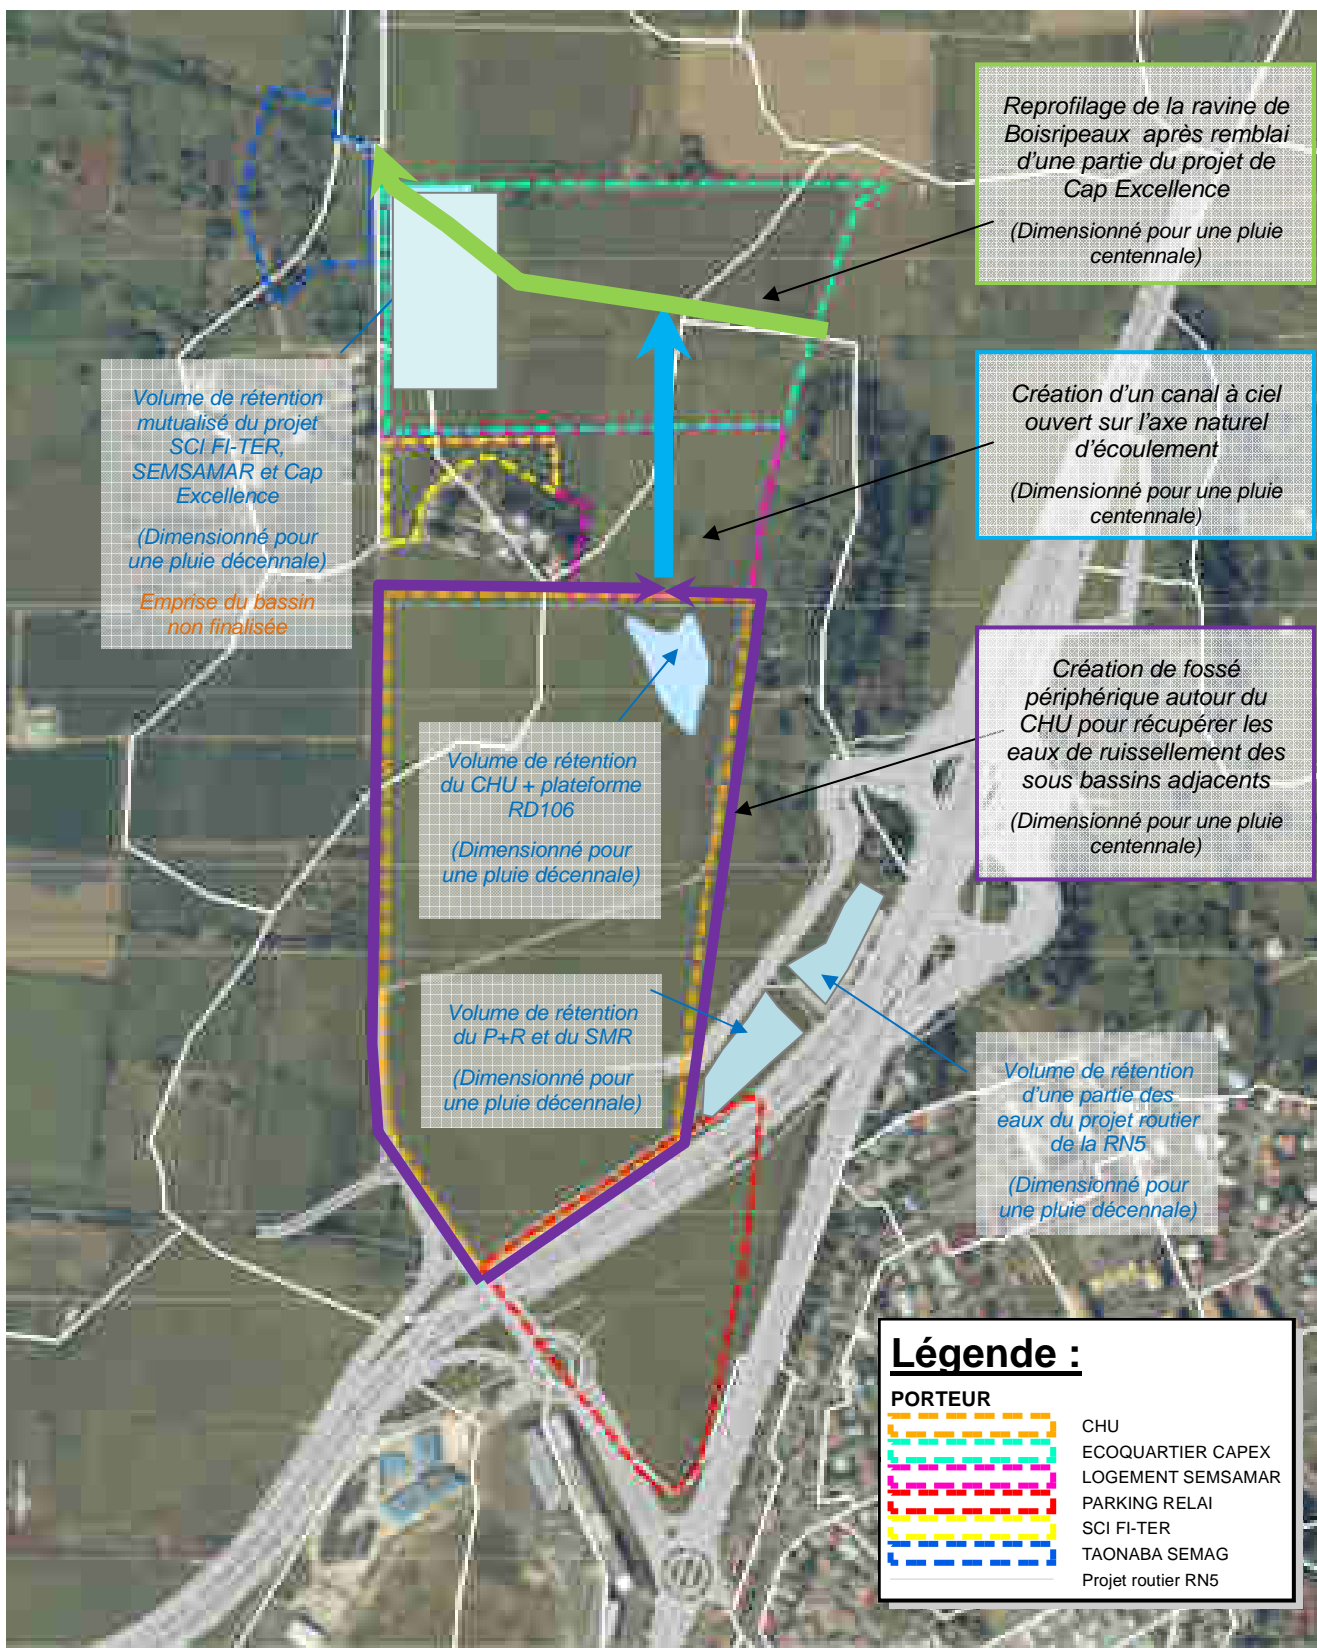 Reprofilage de la ravine de
Boisripeaux après remblai
d'une partie du projet de
Cap Excellence
(Dimensionné pour une pluie
centennale)
Création d'un canal à ciel
ouvert sur l'axe naturel
d'écoulement
(Dimensionné pour une pluie
centennale)
Volume de rétention
mutualisé du projet
SCI FI-TER,
SEMSAMAR et Cap
Excellence
(Dimensionné pour
une pluie décennale)
Emprise du bassin
non finalisée
Création de fossé
périphérique autour du
CHU pour récupérer les
eaux de ruissellement des
sous bassins adjacents
(Dimensionné pour une pluie
centennale)
Volume de rétention
du CHU + plateforme
RD106
(Dimensionné pour
une pluie décennale)
Volume de rétention
du P+R et du SMR
(Dimensionné pour
une pluie décennale)
Volume de rétention
d'une partie des
eaux du projet routier
de la RN5
(Dimensionné pour
une pluie décennale)
Légende :
PORTEUR
CHU
ECOQUARTIER CAPEX
LOGEMENT SEMSAMAR
PARKING RELAI
SCI FI-TER
TAONABA SEMAG
Projet routier RN5